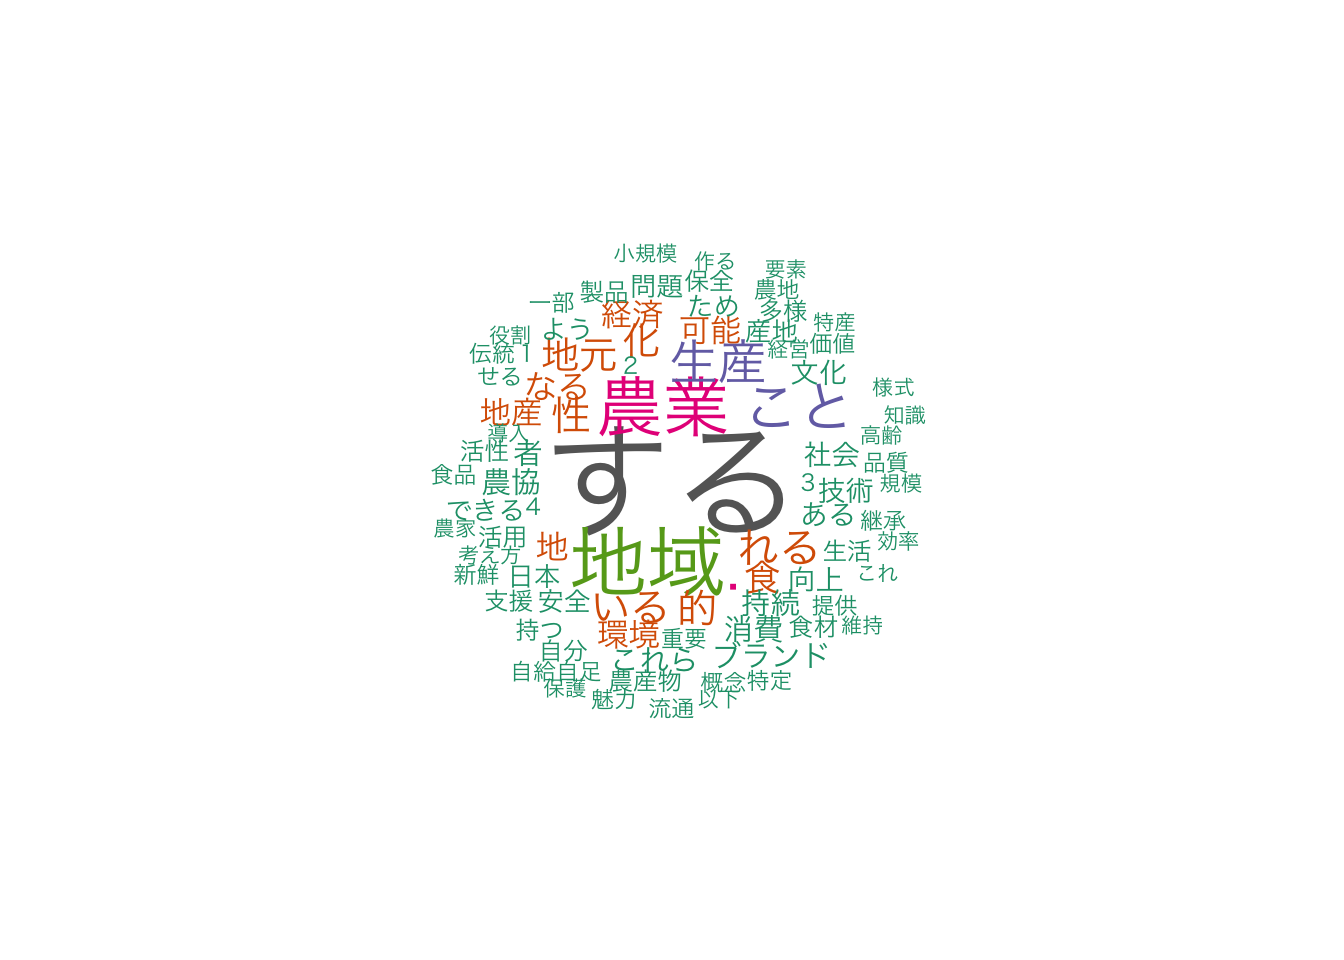 小規模
作る
要素
製品
問題
保全
農地
一部
経済
ため
多様
特産
役割
よう
化
可能
産地
経営
価値
伝統
1
地元
2
生産
文化
せる
なる
農業
こと
様式
地産
性
知識
導入
高齢
活性
者
する
社会
品質
食品
農協
3
技術
規模
できる
4
ある
継承
農家
活用
地
地域
れる
生活
効率
考え方
新鮮
日本
.
食
向上
これ
支援
安全
いる
的
持続
提供
持つ
環境
重要
消費
食材
維持
自分
これら
ブランド
自給自足
農産物
概念
特定
保護
魅力
流通
以下